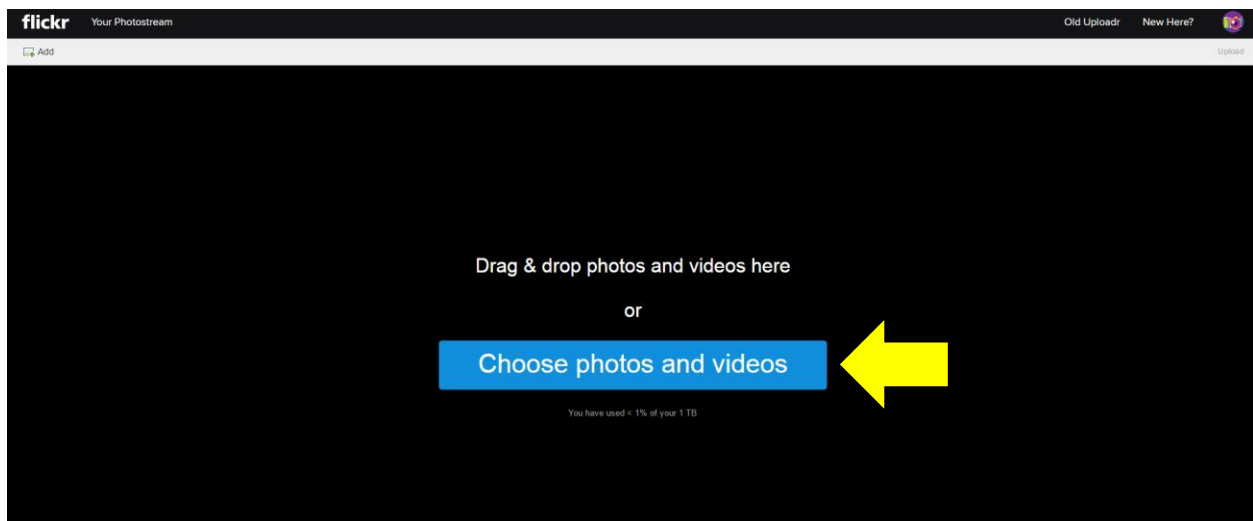 flickr Your Photostream Old Uploadr New Here?
Add Upload
Drag & drop photos and videos here
or
Choose photos and videos
You have used < 1% of your 1 TB